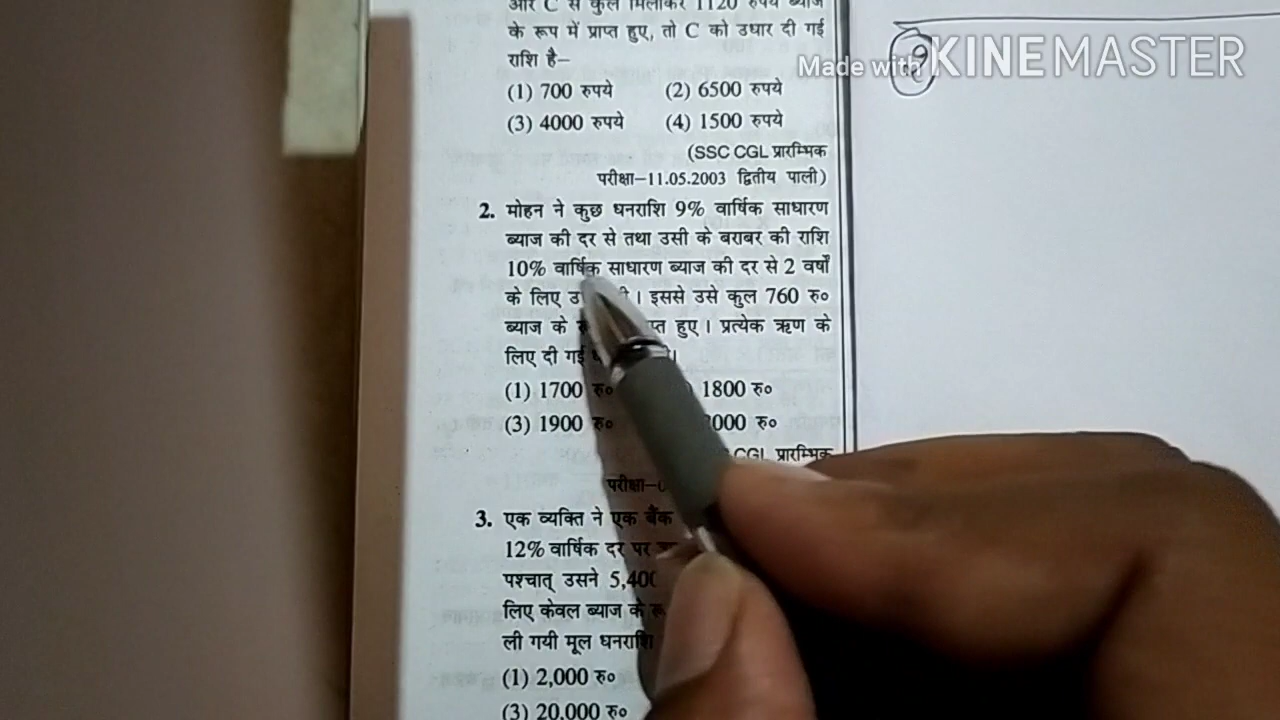 और C से कुल मिलाकर 1120 रुपये ब्याज
के रूप में प्राप्त हुए, तो C को उधार दी गई
राशि है–
(1) 700 रुपये (2) 6500 रुपये
(3) 4000 रुपये (4) 1500 रुपये
(SSC CGL प्रारम्भिक
परीक्षा–11.05.2003 द्वितीय पाली)
2. मोहन ने कुछ धनराशि 9% वार्षिक साधारण
ब्याज की दर से तथा उसी के बराबर की राशि
10% वार्षिक साधारण ब्याज की दर से 2 वर्षों
के लिए । इससे उसे कुल 760 रु०
ब्याज के हुए । प्रत्येक ऋण के
लिए दी गई
(1) 1700 रु० 1800 रु०
(3) 1900 रु० 000 रु०
CGL प्रारम्भिक
परीक्षा–0
3. एक व्यक्ति ने एक बैंक
12% वार्षिक दर पर
पश्चात् उसने 5,400
लिए केवल ब्याज के
ली गयी मूल धनराशि
(1) 2,000 रु०
(3) 20,000 रु०
Made with KINEMASTER